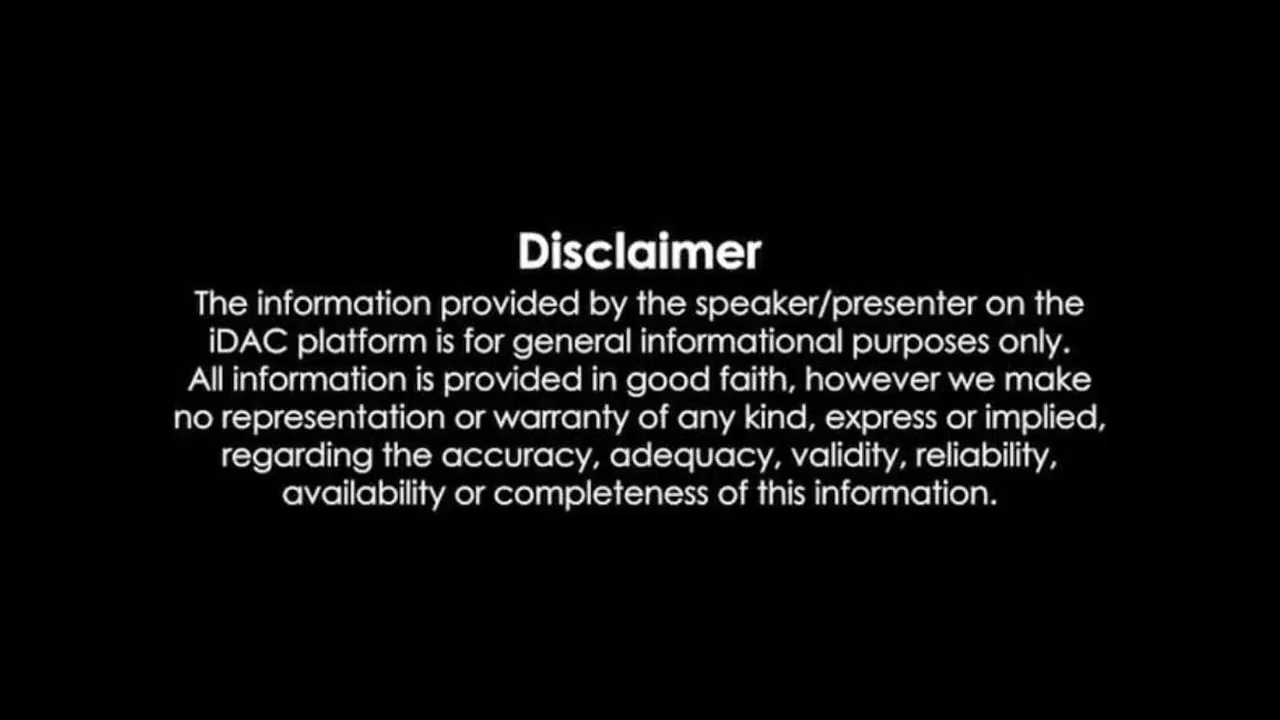 Disclaimer
The information provided by the speaker/presenter on the
iDAC platform is for general informational purposes only.
All information is provided in good faith, however we make
no representation or warranty of any kind, express or implied,
regarding the accuracy, adequacy, validity, reliability,
availability or completeness of this information.